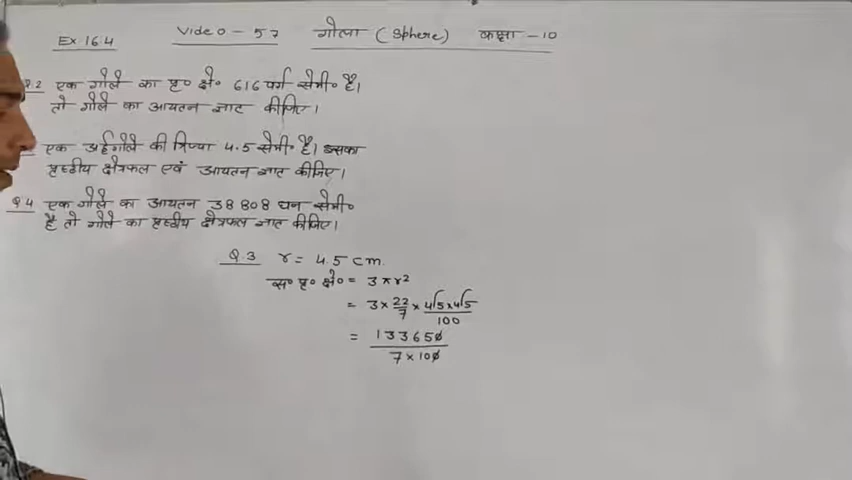 Ex 16.4 Video - 57 गोला (Sphere) कक्षा -10
Q.2 एक गोले का पृ० क्षे० 616 वर्ग सेमी० है।
तो गोले का आयतन ज्ञात कीजिए।
एक अर्द्धगोले की त्रिज्या 4.5 सेमी० है। इसका
पृष्ठीय क्षेत्रफल एवं आयतन ज्ञात कीजिए।
Q4 एक गोले का आयतन 38808 घन सेमी०
है तो गोले का पृष्ठीय क्षेत्रफल ज्ञात कीजिए।
Q.3 r = 4.5 cm.
स० पृ० क्षे० = 3πr²
= 3 × 22/7 × 45×45/100
= 133650/7×100